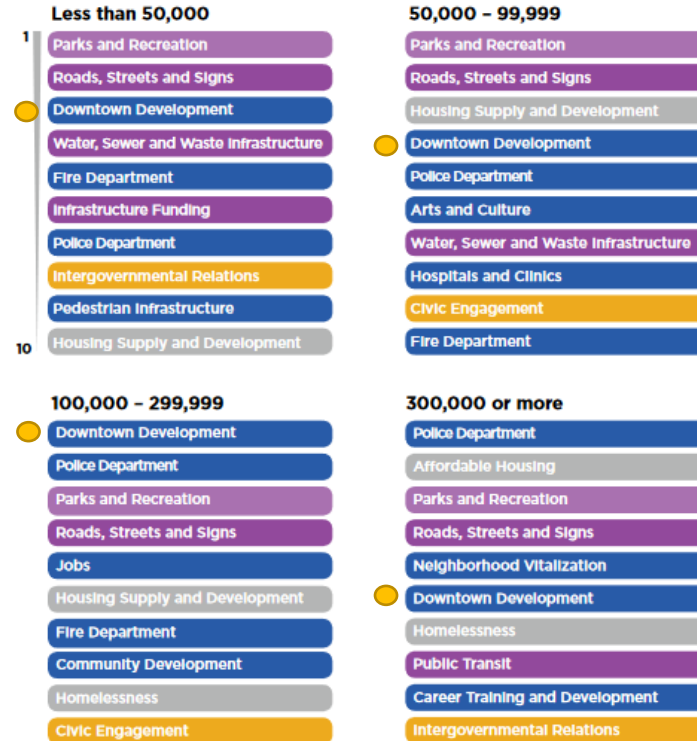 Less than 50,000
1
Parks and Recreation
Roads, Streets and Signs
Downtown Development
Water, Sewer and Waste Infrastructure
Fire Department
Infrastructure Funding
Police Department
Intergovernmental Relations
Pedestrian Infrastructure
Housing Supply and Development
10
50,000 – 99,999
Parks and Recreation
Roads, Streets and Signs
Housing Supply and Development
Downtown Development
Police Department
Arts and Culture
Water, Sewer and Waste Infrastructure
Hospitals and Clinics
Civic Engagement
Fire Department
100,000 – 299,999
Downtown Development
Police Department
Parks and Recreation
Roads, Streets and Signs
Jobs
Housing Supply and Development
Fire Department
Community Development
Homelessness
Civic Engagement
300,000 or more
Police Department
Affordable Housing
Parks and Recreation
Roads, Streets and Signs
Neighborhood Vitalization
Downtown Development
Homelessness
Public Transit
Career Training and Development
Intergovernmental Relations